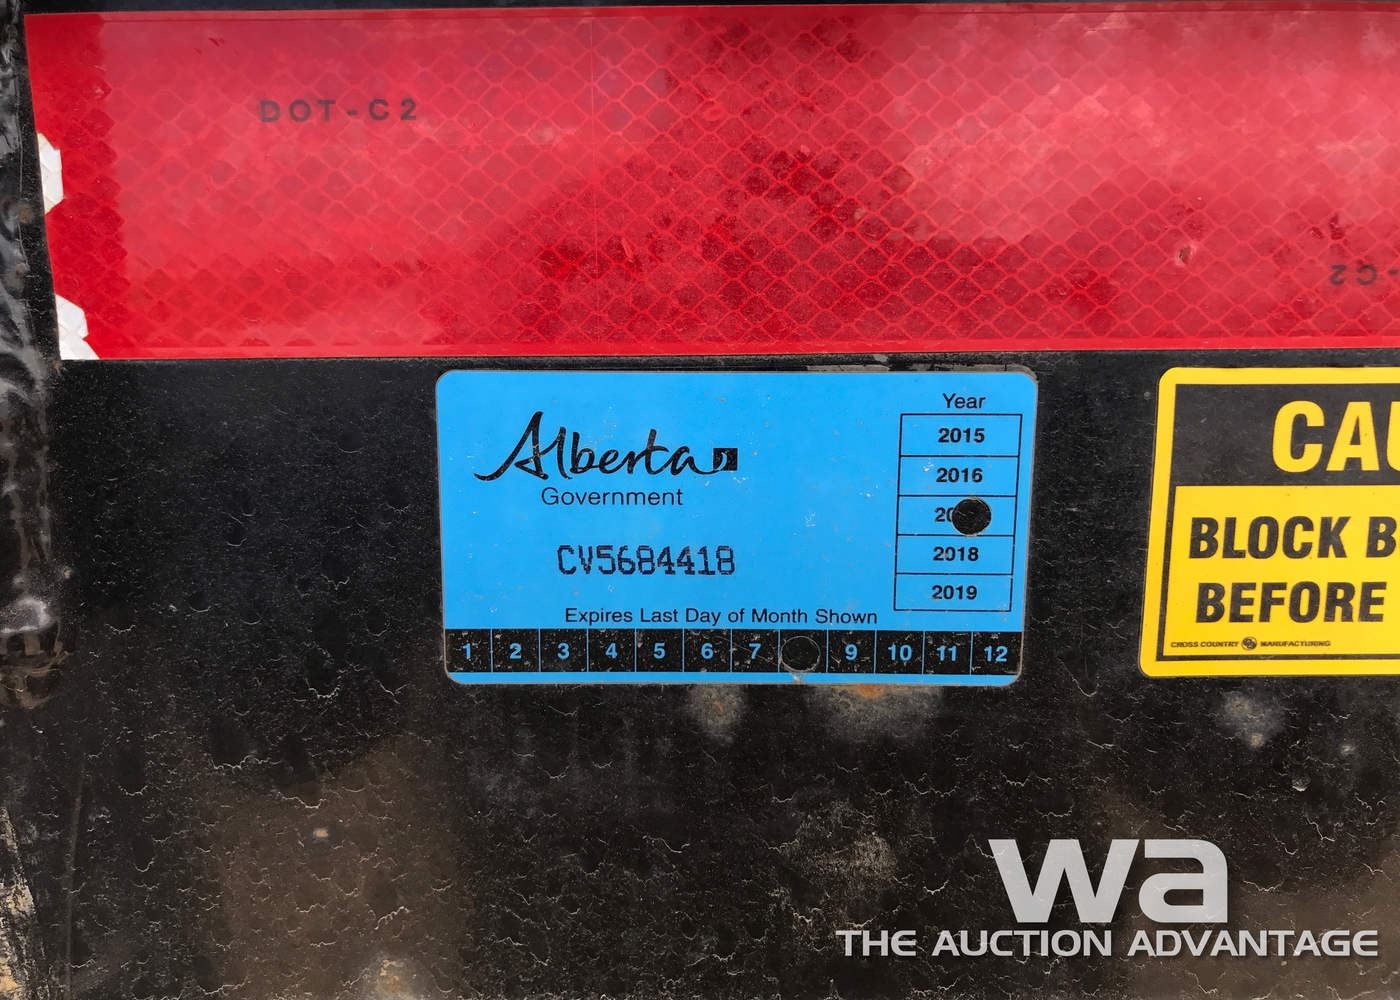 DOT-C2
C2
Alberta
Government
CV5684418
Expires Last Day of Month Shown
Year
2015
2016
20
2018
2019
1 2 3 4 5 6 7 9 10 11 12
CAU
BLOCK B
BEFORE
CROSS COUNTRY MANUFACTURING
wa
THE AUCTION ADVANTAGE